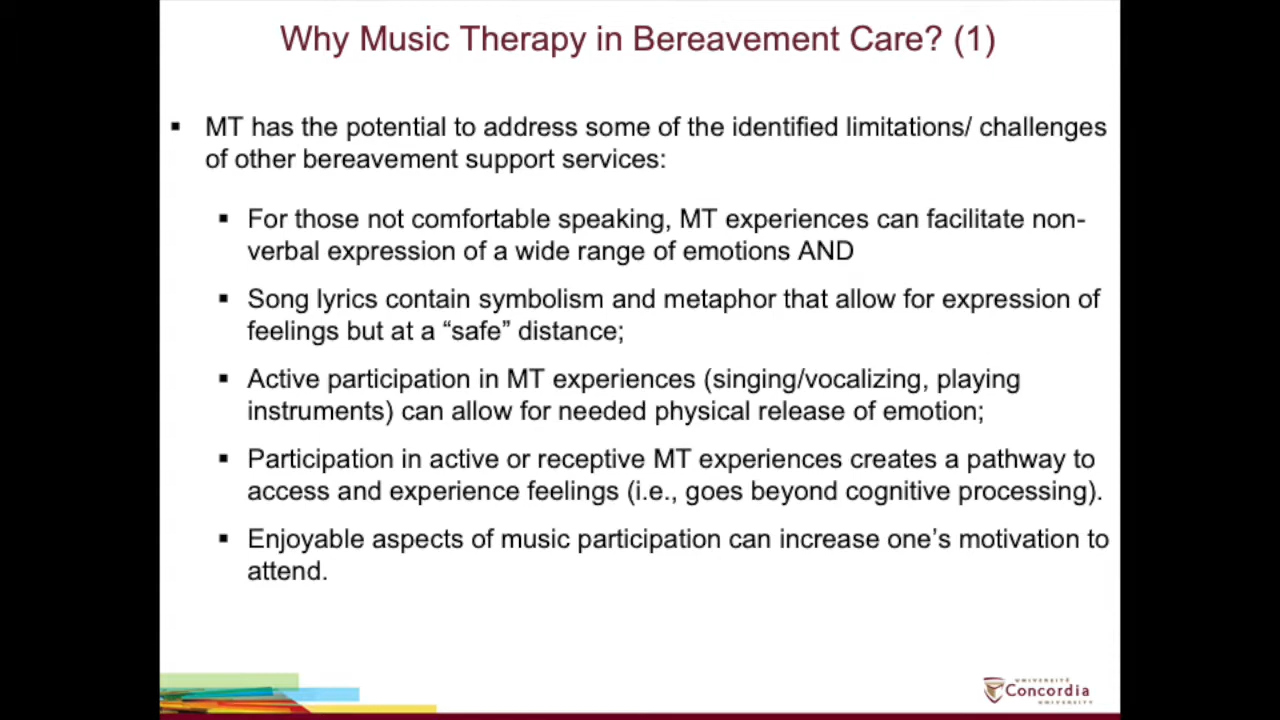 Why Music Therapy in Bereavement Care? (1)
▪ MT has the potential to address some of the identified limitations/ challenges
of other bereavement support services:
▪ For those not comfortable speaking, MT experiences can facilitate non-
verbal expression of a wide range of emotions AND
▪ Song lyrics contain symbolism and metaphor that allow for expression of
feelings but at a “safe” distance;
▪ Active participation in MT experiences (singing/vocalizing, playing
instruments) can allow for needed physical release of emotion;
▪ Participation in active or receptive MT experiences creates a pathway to
access and experience feelings (i.e., goes beyond cognitive processing).
▪ Enjoyable aspects of music participation can increase one’s motivation to
attend.
UNIVERSITÉ
Concordia
UNIVERSITY